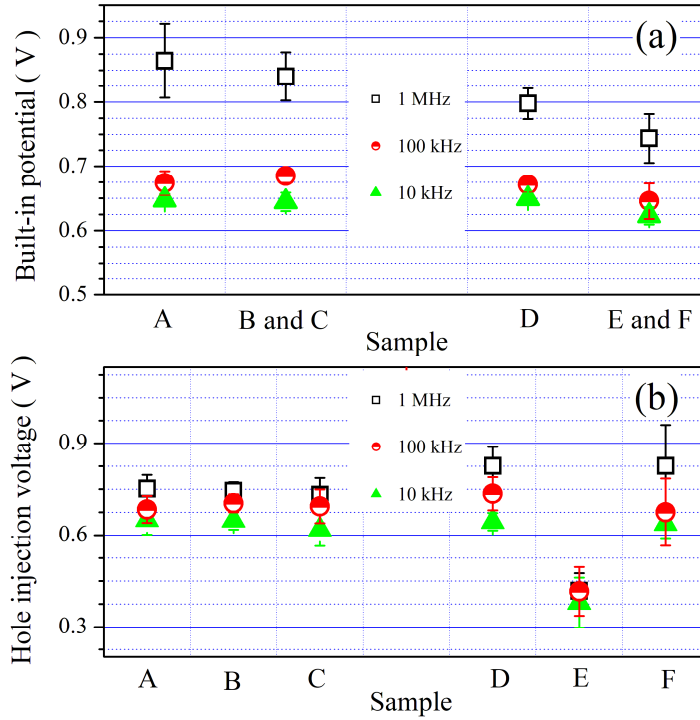 (a)
Built-in potential ( V )
0.9
0.8
0.7
0.6
0.5
1 MHz
100 kHz
10 kHz
A
B and C
D
E and F
Sample
(b)
Hole injection voltage ( V )
0.9
0.6
0.3
1 MHz
100 kHz
10 kHz
A
B
C
D
E
F
Sample